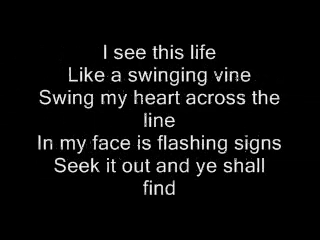 I see this life
Like a swinging vine
Swing my heart across the
line
In my face is flashing signs
Seek it out and ye shall
find